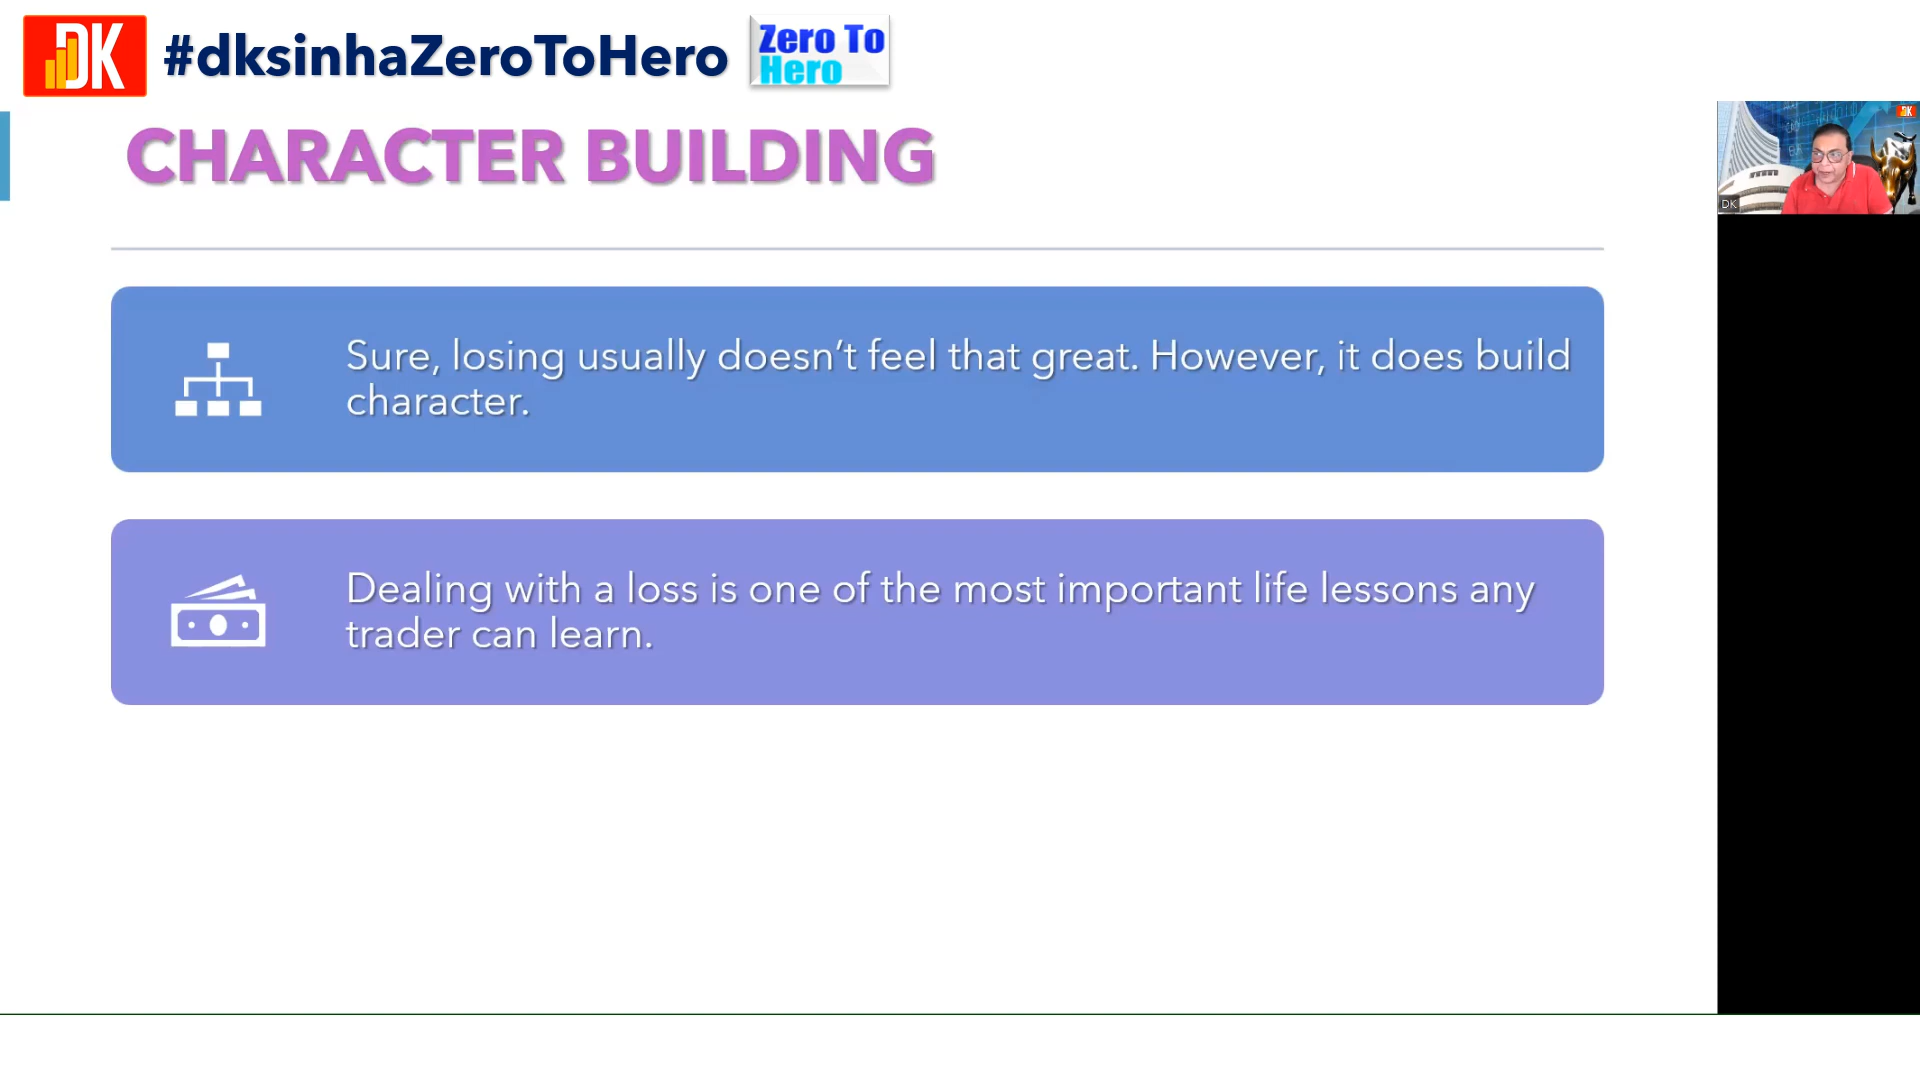 DK #dksinhaZeroToHero Zero To
Hero
CHARACTER BUILDING
DK
DK
Sure, losing usually doesn’t feel that great. However, it does build
character.
Dealing with a loss is one of the most important life lessons any
trader can learn.